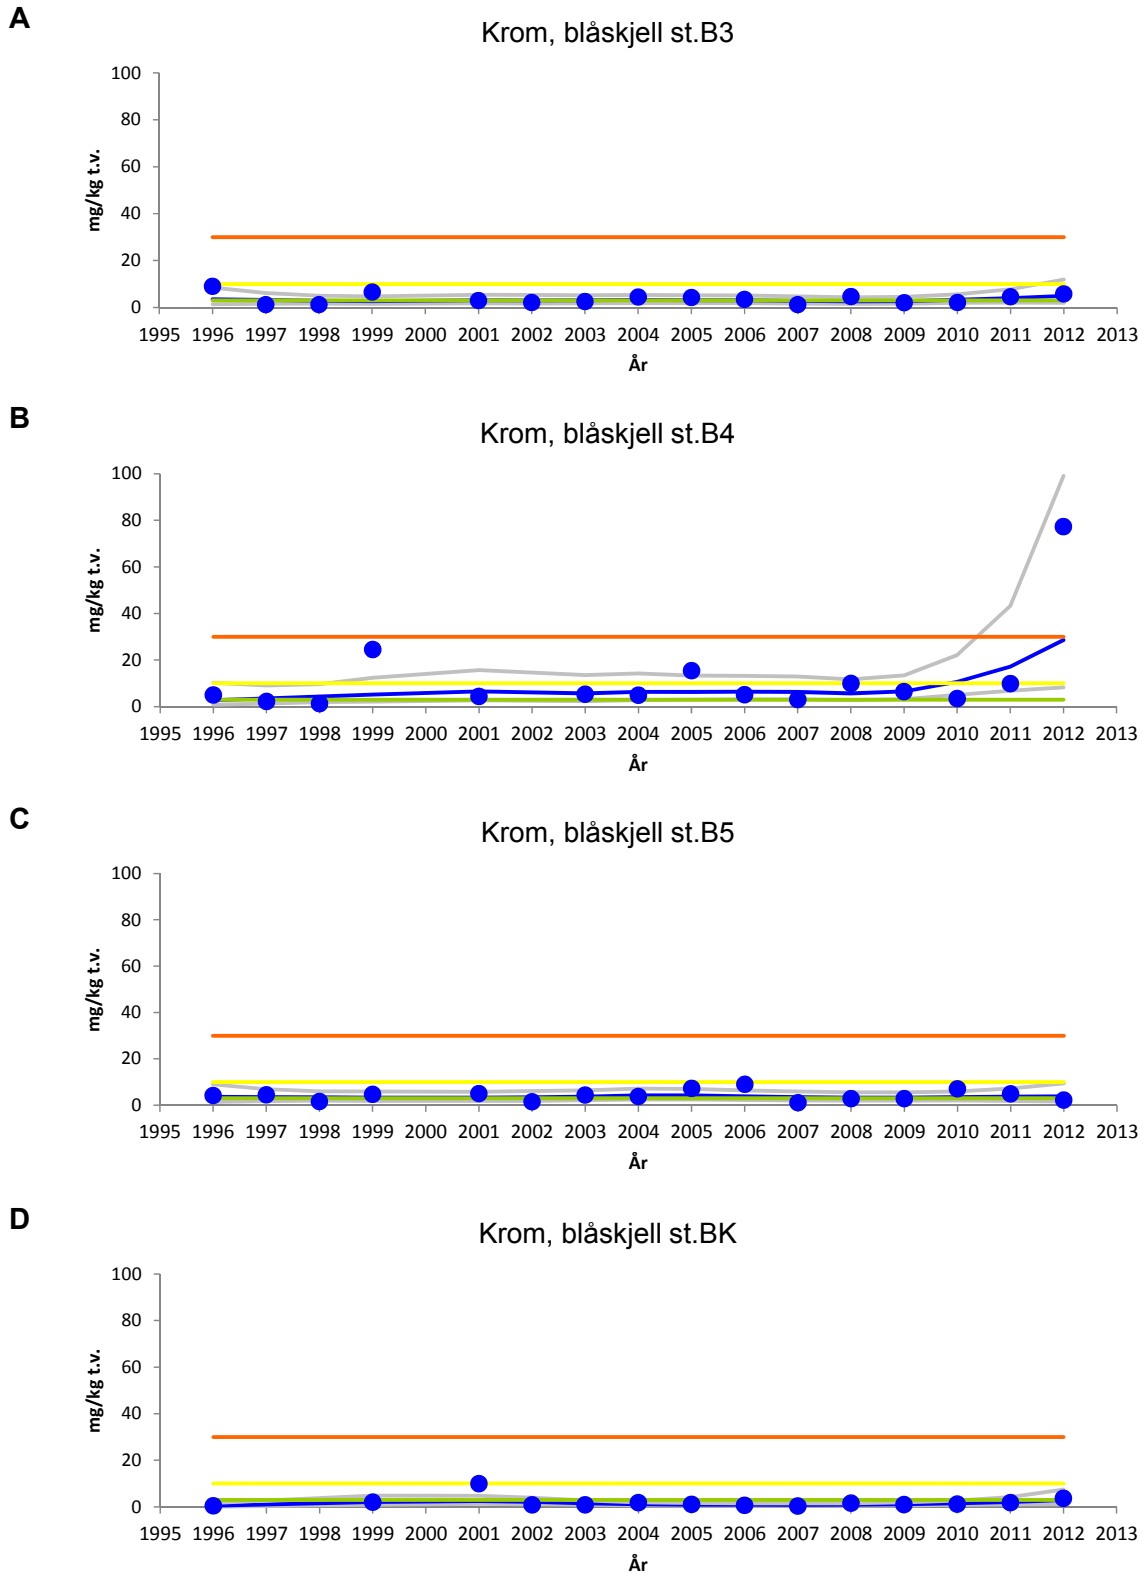 A
Krom, blåskjell st.B3
100
80
60
40
20
0
mg/kg t.v.
1995 1996 1997 1998 1999 2000 2001 2002 2003 2004 2005 2006 2007 2008 2009 2010 2011 2012 2013
År
B
Krom, blåskjell st.B4
100
80
60
40
20
0
mg/kg t.v.
1995 1996 1997 1998 1999 2000 2001 2002 2003 2004 2005 2006 2007 2008 2009 2010 2011 2012 2013
År
C
Krom, blåskjell st.B5
100
80
60
40
20
0
mg/kg t.v.
1995 1996 1997 1998 1999 2000 2001 2002 2003 2004 2005 2006 2007 2008 2009 2010 2011 2012 2013
År
D
Krom, blåskjell st.BK
100
80
60
40
20
0
mg/kg t.v.
1995 1996 1997 1998 1999 2000 2001 2002 2003 2004 2005 2006 2007 2008 2009 2010 2011 2012 2013
År